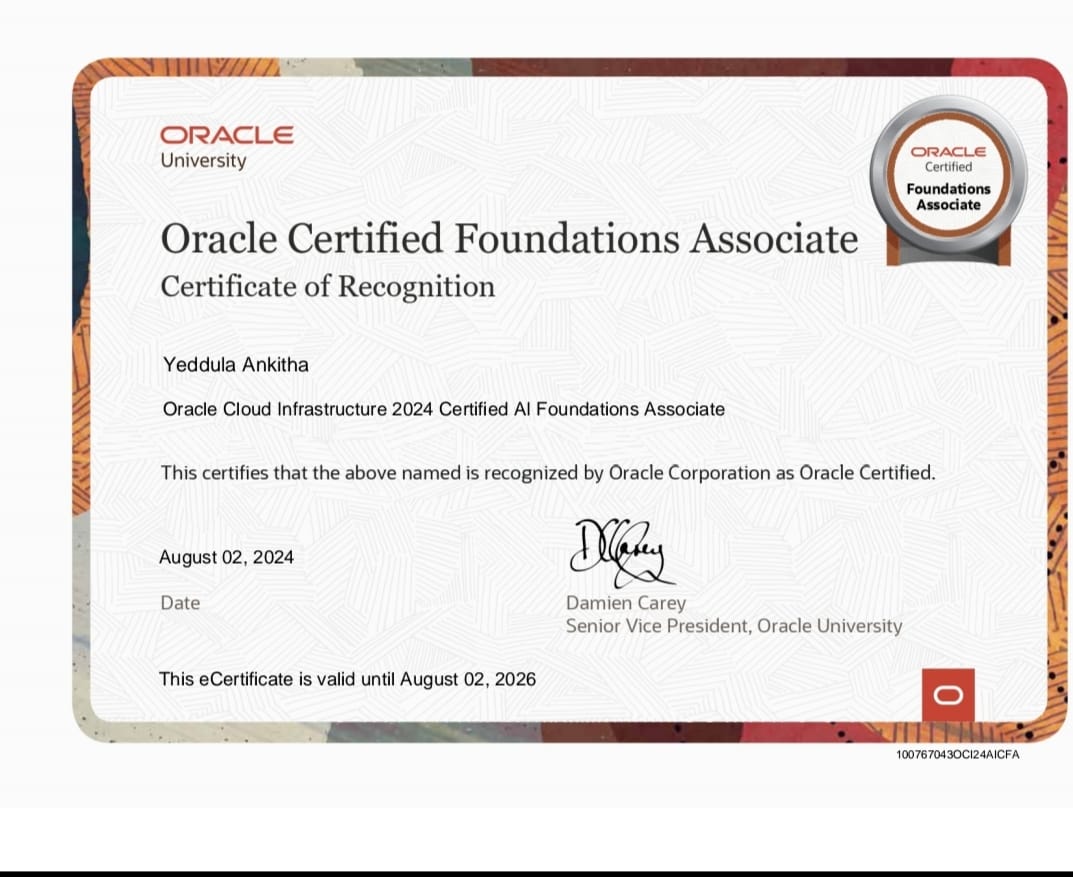 ORACLE
University
ORACLE
Certified
Foundations
Associate
Oracle Certified Foundations Associate
Certificate of Recognition
Yeddula Ankitha
Oracle Cloud Infrastructure 2024 Certified AI Foundations Associate
This certifies that the above named is recognized by Oracle Corporation as Oracle Certified.
August 02, 2024
Date
DCarey
Damien Carey
Senior Vice President, Oracle University
This eCertificate is valid until August 02, 2026
100767043OCI24AICFA